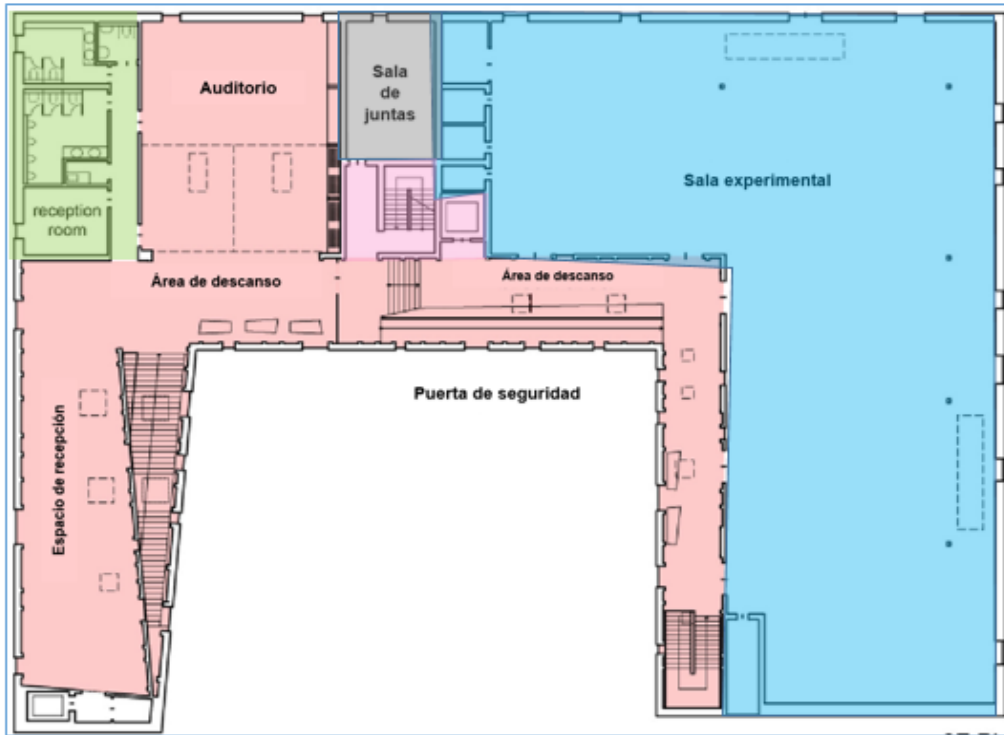 Auditorio
Sala
de
juntas
Sala experimental
reception
room
Área de descanso
Área de descanso
Puerta de seguridad
Espacio de recepción